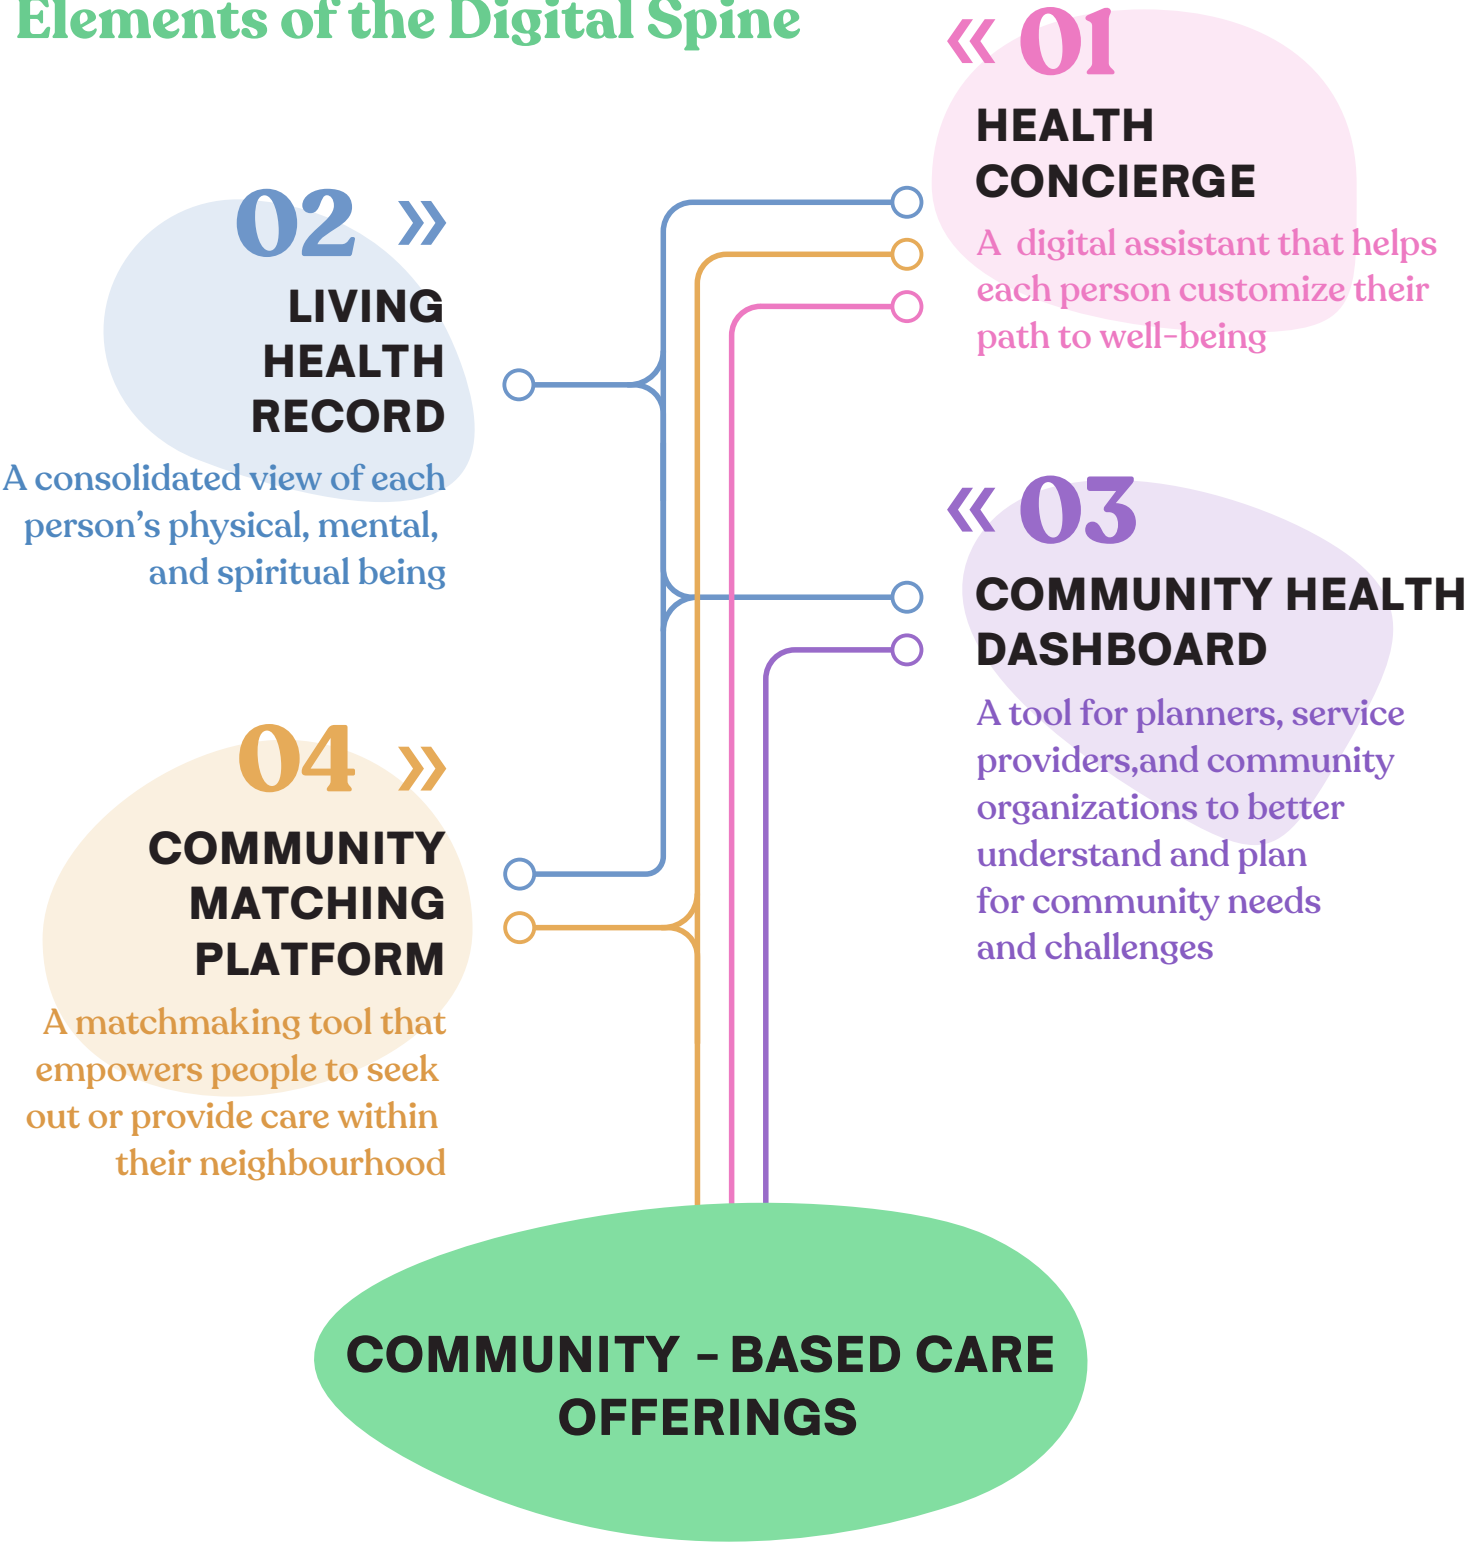 Elements of the Digital Spine
« 01
HEALTH
CONCIERGE
A digital assistant that helps
each person customize their
path to well-being
02 »
LIVING
HEALTH
RECORD
A consolidated view of each
person’s physical, mental,
and spiritual being
« 03
COMMUNITY HEALTH
DASHBOARD
A tool for planners, service
providers,and community
organizations to better
understand and plan
for community needs
and challenges
04 »
COMMUNITY
MATCHING
PLATFORM
A matchmaking tool that
empowers people to seek
out or provide care within
their neighbourhood
COMMUNITY – BASED CARE
OFFERINGS